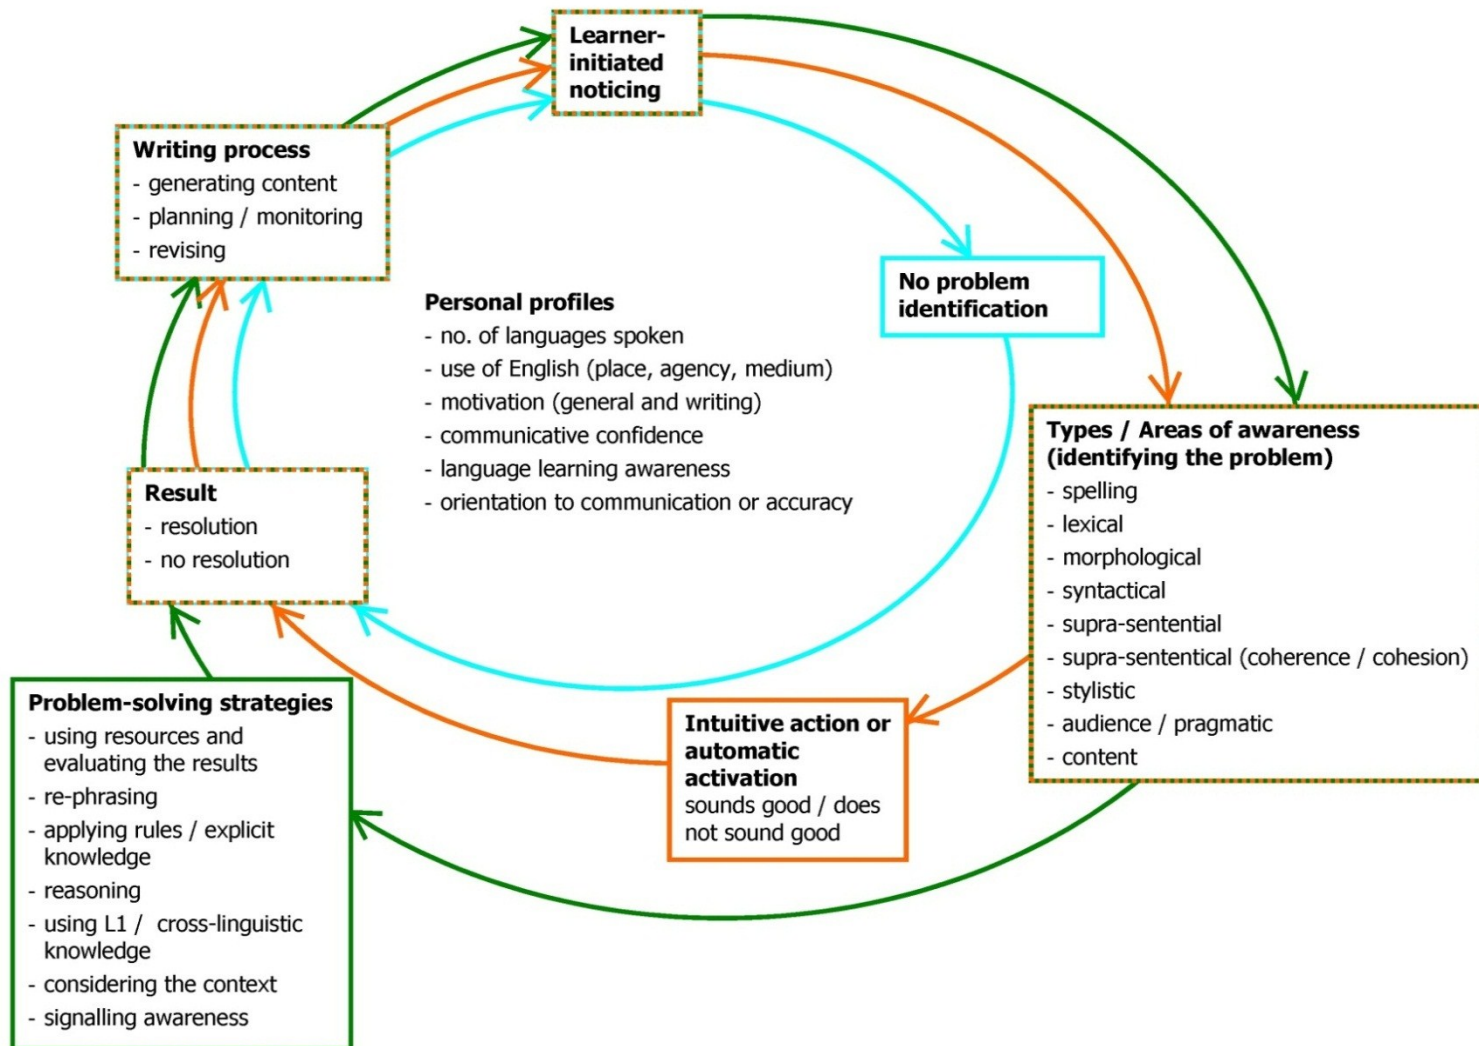 Learner-
initiated
noticing
Writing process
- generating content
- planning / monitoring
- revising
No problem
identification
Personal profiles
- no. of languages spoken
- use of English (place, agency, medium)
- motivation (general and writing)
- communicative confidence
- language learning awareness
- orientation to communication or accuracy
Types / Areas of awareness
(identifying the problem)
- spelling
- lexical
- morphological
- syntactical
- supra-sentential
- supra-sententical (coherence / cohesion)
- stylistic
- audience / pragmatic
- content
Result
- resolution
- no resolution
Intuitive action or
automatic
activation
sounds good / does
not sound good
Problem-solving strategies
- using resources and
evaluating the results
- re-phrasing
- applying rules / explicit
knowledge
- reasoning
- using L1 / cross-linguistic
knowledge
- considering the context
- signalling awareness